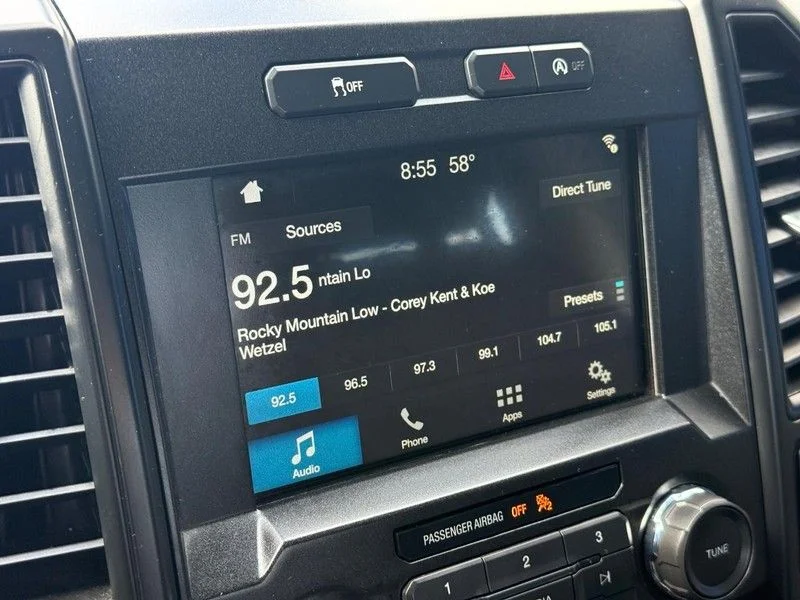 OFF
OFF
8:55 58°
Direct Tune
FM Sources
92.5 ntain Lo
Rocky Mountain Low - Corey Kent & Koe
Wetzel
Presets
92.5 96.5 97.3 99.1 104.7 105.1
Audio Phone Apps Settings
PASSENGER AIRBAG OFF
1 2 3
TUNE